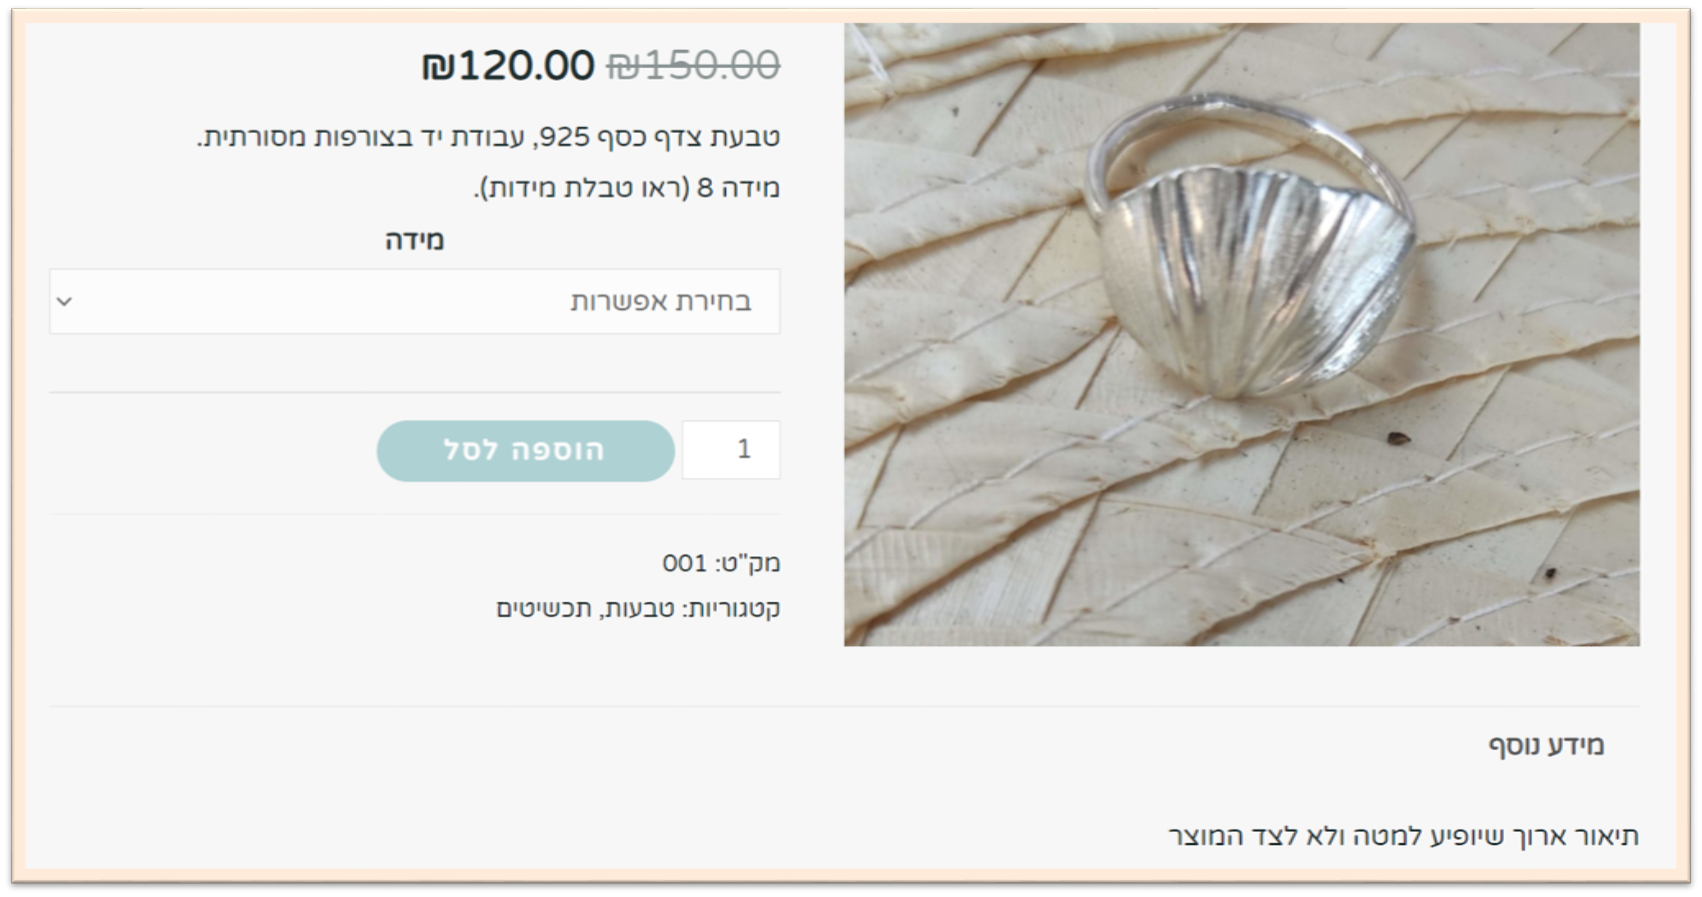 ₪150.00 ₪120.00
טבעת צדף כסף 925, עבודת יד בצורפות מסורתית.
מידה 8 (ראו טבלת מידות).
מידה
בחירת אפשרות
1 הוספה לסל
מק"ט: 001
קטגוריות: טבעות, תכשיטים
מידע נוסף
תיאור ארוך שיופיע למטה ולא לצד המוצר